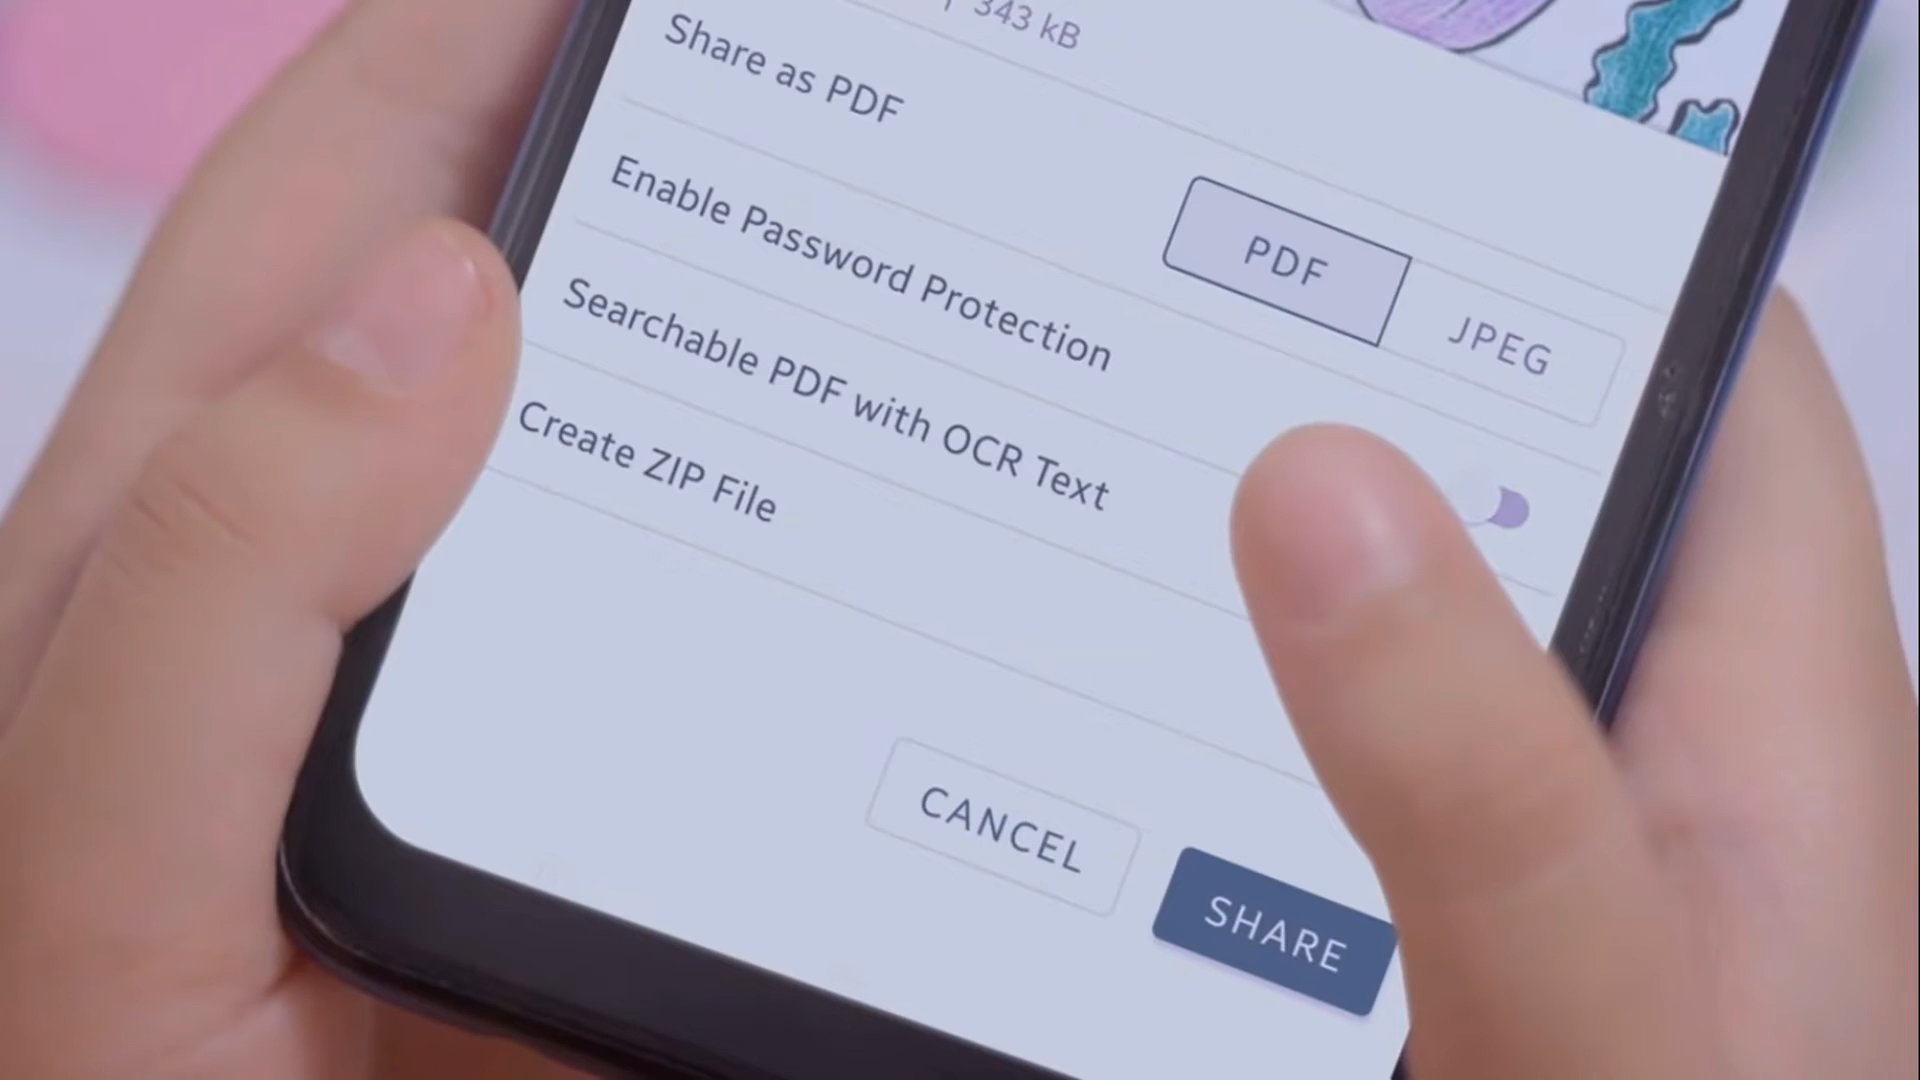 343 kB
Share as PDF
PDF
JPEG
Enable Password Protection
Searchable PDF with OCR Text
Create ZIP File
CANCEL
SHARE